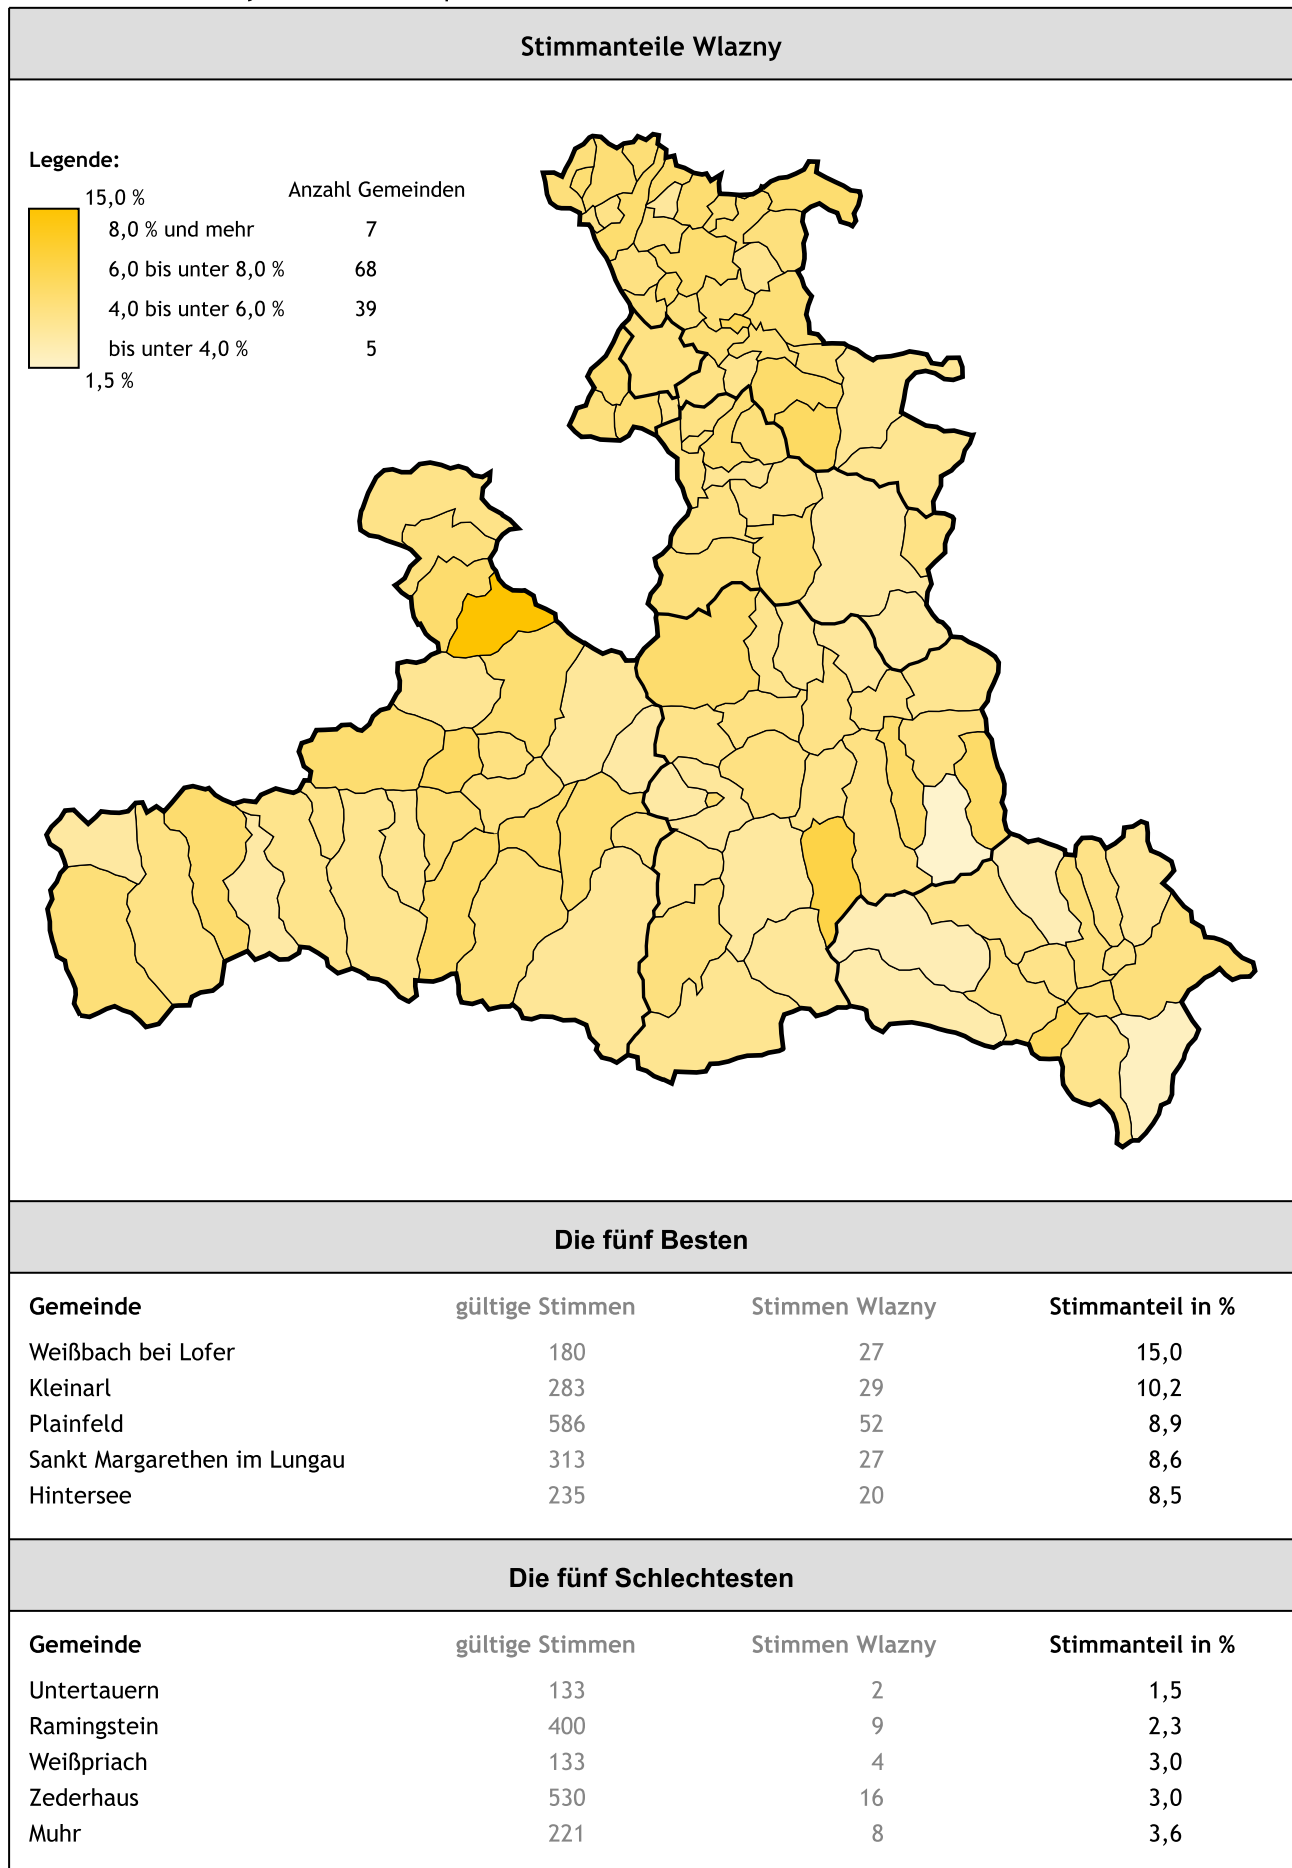 Stimmanteile Wlazny
Legende:
15,0 %
Anzahl Gemeinden
8,0 % und mehr 7
6,0 bis unter 8,0 % 68
4,0 bis unter 6,0 % 39
bis unter 4,0 % 5
1,5 %
Die fünf Besten
Gemeinde gültige Stimmen Stimmen Wlazny Stimmanteil in %
Weißbach bei Lofer 180 27 15,0
Kleinarl 283 29 10,2
Plainfeld 586 52 8,9
Sankt Margarethen im Lungau 313 27 8,6
Hintersee 235 20 8,5
Die fünf Schlechtesten
Gemeinde gültige Stimmen Stimmen Wlazny Stimmanteil in %
Untertauern 133 2 1,5
Ramingstein 400 9 2,3
Weißpriach 133 4 3,0
Zederhaus 530 16 3,0
Muhr 221 8 3,6